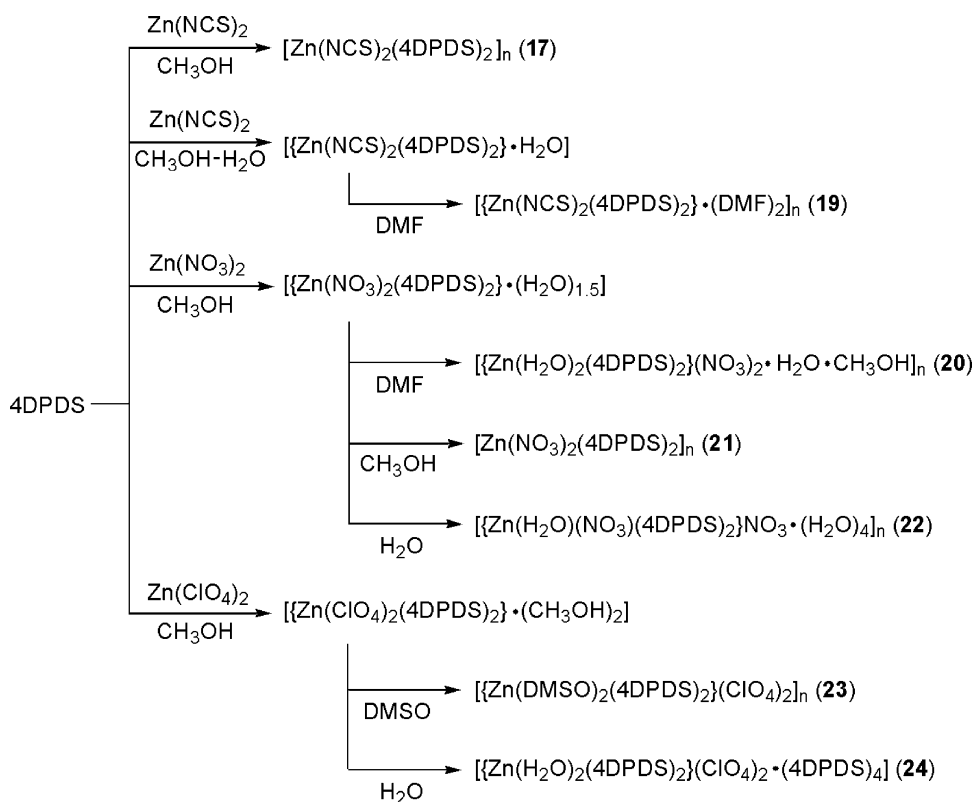 Zn(NCS)₂
CH₃OH
[Zn(NCS)₂(4DPDS)₂]ₙ (17)
Zn(NCS)₂
CH₃OH-H₂O
[{Zn(NCS)₂(4DPDS)₂}•H₂O]
DMF
[{Zn(NCS)₂(4DPDS)₂}•(DMF)₂]ₙ (19)
Zn(NO₃)₂
CH₃OH
[{Zn(NO₃)₂(4DPDS)₂}•(H₂O)₁.₅]
DMF
[{Zn(H₂O)₂(4DPDS)₂}(NO₃)₂•H₂O•CH₃OH]ₙ (20)
4DPDS
CH₃OH
[Zn(NO₃)₂(4DPDS)₂]ₙ (21)
H₂O
[{Zn(H₂O)(NO₃)(4DPDS)₂}NO₃•(H₂O)₄]ₙ (22)
Zn(ClO₄)₂
CH₃OH
[{Zn(ClO₄)₂(4DPDS)₂}•(CH₃OH)₂]
DMSO
[{Zn(DMSO)₂(4DPDS)₂}(ClO₄)₂]ₙ (23)
H₂O
[{Zn(H₂O)₂(4DPDS)₂}(ClO₄)₂•(4DPDS)₄] (24)